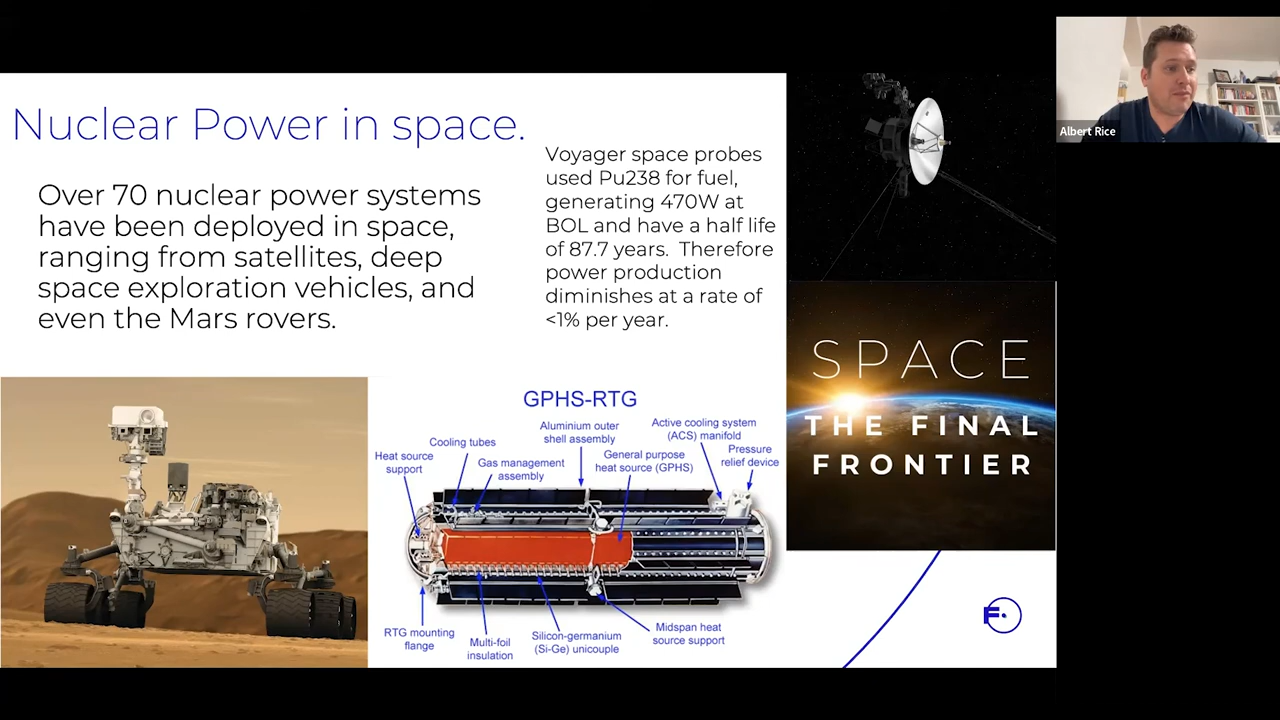 Nuclear Power in space.
Over 70 nuclear power systems
have been deployed in space,
ranging from satellites, deep
space exploration vehicles, and
even the Mars rovers.
Voyager space probes
used Pu238 for fuel,
generating 470W at
BOL and have a half life
of 87.7 years. Therefore
power production
diminishes at a rate of
<1% per year.
GPHS-RTG
Heat source
support
Cooling tubes
Gas management
assembly
Aluminium outer
shell assembly
General purpose
heat source (GPHS)
Active cooling system
(ACS) manifold
Pressure
relief device
RTG mounting
flange
Multi-foil
insulation
Silicon-germanium
(Si-Ge) unicouple
Midspan heat
source support
SPACE
THE FINAL
FRONTIER
F
Albert Rice